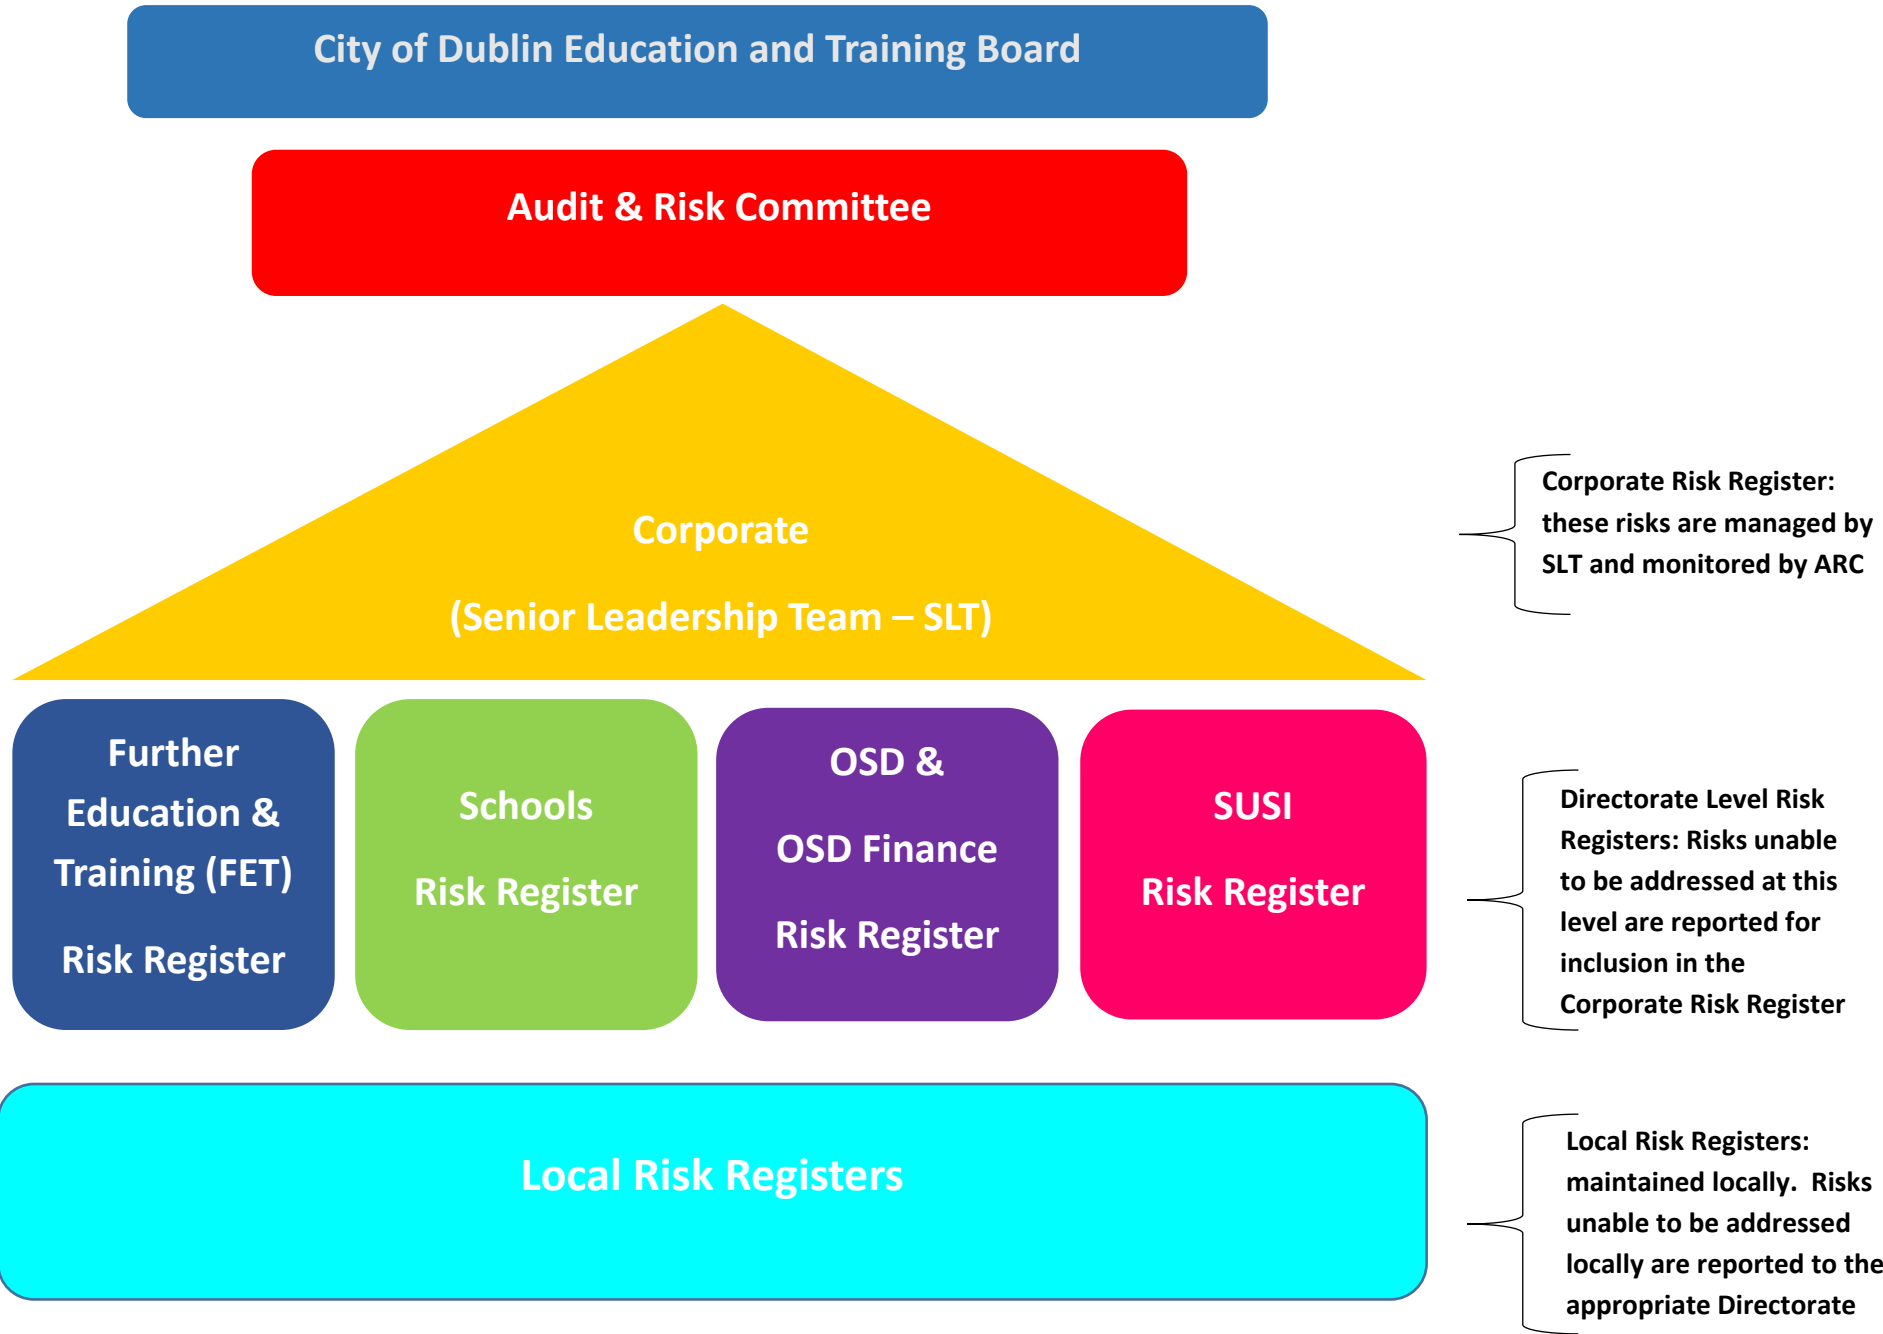 City of Dublin Education and Training Board
Audit & Risk Committee
Corporate
(Senior Leadership Team – SLT)
Corporate Risk Register:
these risks are managed by
SLT and monitored by ARC
Further
Education &
Training (FET)
Risk Register
Schools
Risk Register
OSD &
OSD Finance
Risk Register
SUSI
Risk Register
Directorate Level Risk
Registers: Risks unable
to be addressed at this
level are reported for
inclusion in the
Corporate Risk Register
Local Risk Registers
Local Risk Registers:
maintained locally.  Risks
unable to be addressed
locally are reported to the
appropriate Directorate